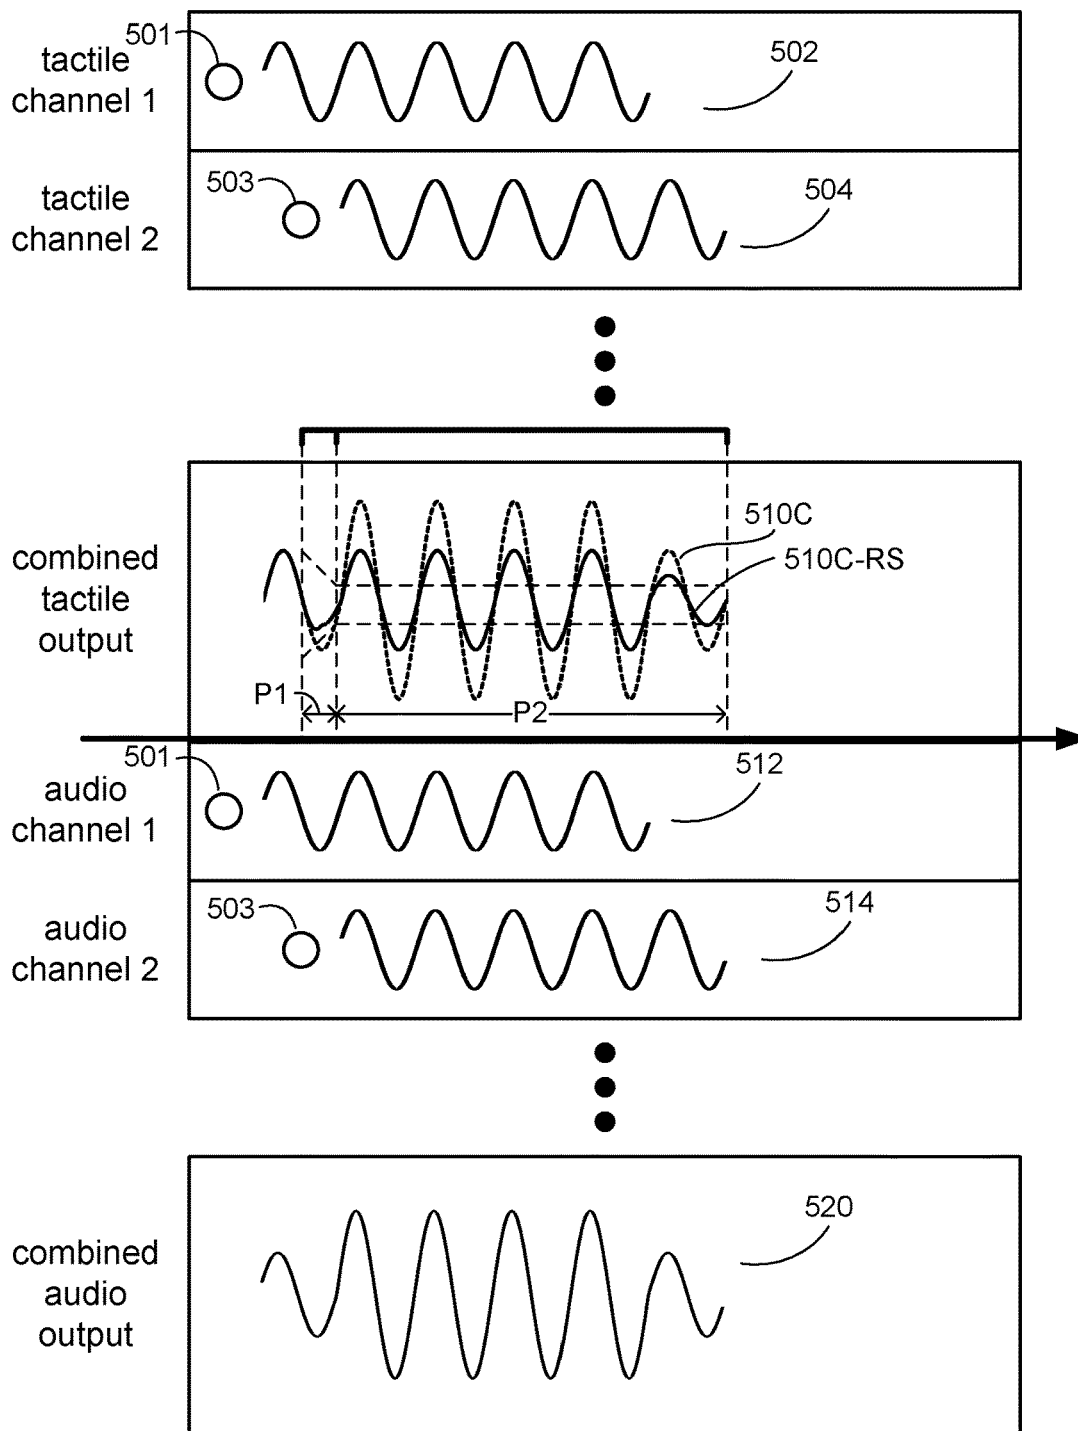 501
tactile
channel 1
502
503
tactile
channel 2
504
combined
tactile
output
510C
510C-RS
P1
P2
501
audio
channel 1
512
503
audio
channel 2
514
combined
audio
output
520